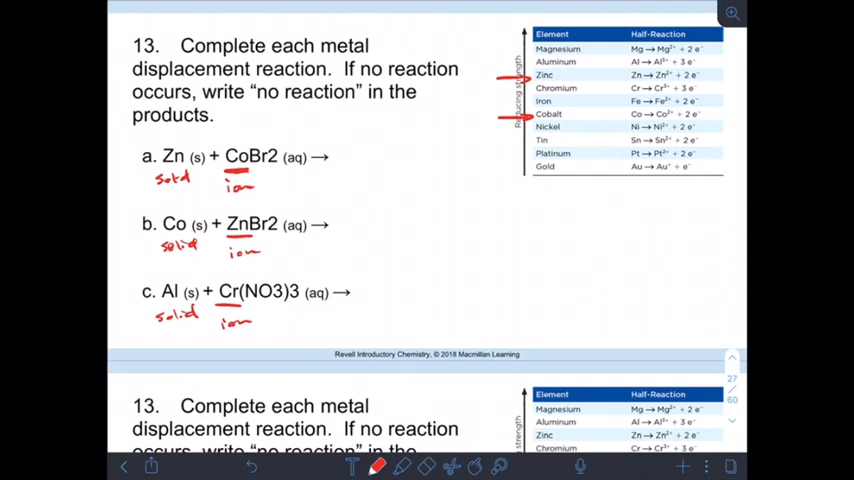 13. Complete each metal
displacement reaction. If no reaction
occurs, write “no reaction” in the
products.
a. Zn (s) + CoBr2 (aq) →
solid ion
b. Co (s) + ZnBr2 (aq) →
solid ion
c. Al (s) + Cr(NO3)3 (aq) →
solid ion
Reducing strength
Element Half-Reaction
Magnesium Mg → Mg²⁺ + 2 e⁻
Aluminum Al → Al³⁺ + 3 e⁻
Zinc Zn → Zn²⁺ + 2 e⁻
Chromium Cr → Cr³⁺ + 3 e⁻
Iron Fe → Fe²⁺ + 2 e⁻
Cobalt Co → Co²⁺ + 2 e⁻
Nickel Ni → Ni²⁺ + 2 e⁻
Tin Sn → Sn²⁺ + 2 e⁻
Platinum Pt → Pt²⁺ + 2 e⁻
Gold Au → Au⁺ + e⁻
Revell Introductory Chemistry, © 2018 Macmillan Learning
27
/
60
13. Complete each metal
displacement reaction. If no reaction
occurs, write “no reaction” in the
strength
Element Half-Reaction
Magnesium Mg → Mg²⁺ + 2 e⁻
Aluminum Al → Al³⁺ + 3 e⁻
Zinc Zn → Zn²⁺ + 2 e⁻
Chromium Cr → Cr³⁺ + 3 e⁻